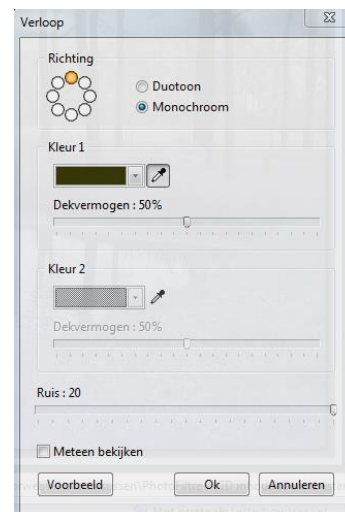 Verloop
Richting
Duotoon
Monochroom
Kleur 1
Dekvermogen : 50%
Kleur 2
Dekvermogen : 50%
Ruis : 20
Meteen bekijken
Voorbeeld Ok Annuleren